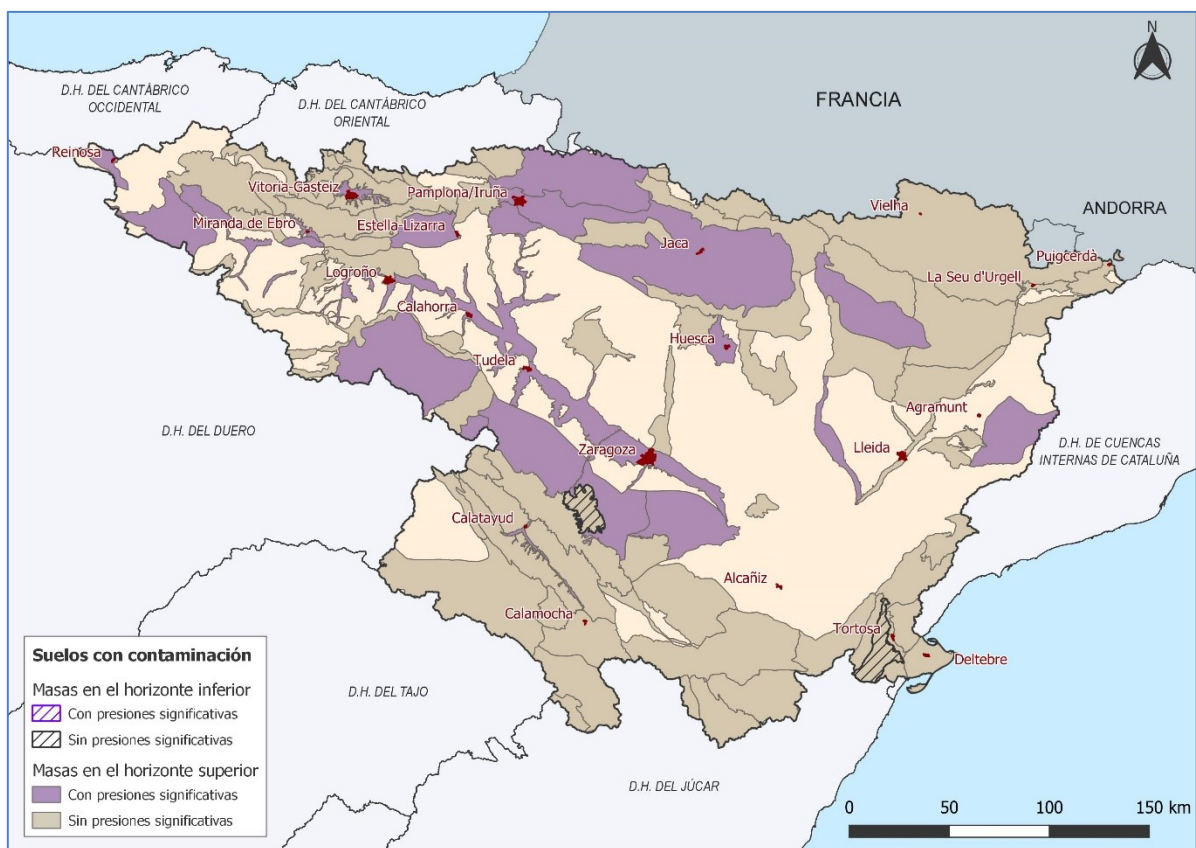 D.H. DEL CANTÁBRICO
OCCIDENTAL
D.H. DEL CANTÁBRICO
ORIENTAL
FRANCIA
ANDORRA
Reinosa
Vitoria-Gasteiz
Pamplona/Iruña
Vielha
Miranda de Ebro
Estella-Lizarra
Jaca
Puigcerdà
La Seu d'Urgell
Logroño
Calahorra
Huesca
Tudela
Agramunt
D.H. DEL DUERO
Zaragoza
Lleida
D.H. DE CUENCAS
INTERNAS DE CATALUÑA
Calatayud
Alcañiz
Calamocha
Tortosa
Deltebre
D.H. DEL TAJO
D.H. DEL JÚCAR
Suelos con contaminación
Masas en el horizonte inferior
Con presiones significativas
Sin presiones significativas
Masas en el horizonte superior
Con presiones significativas
Sin presiones significativas
0 50 100 150 km